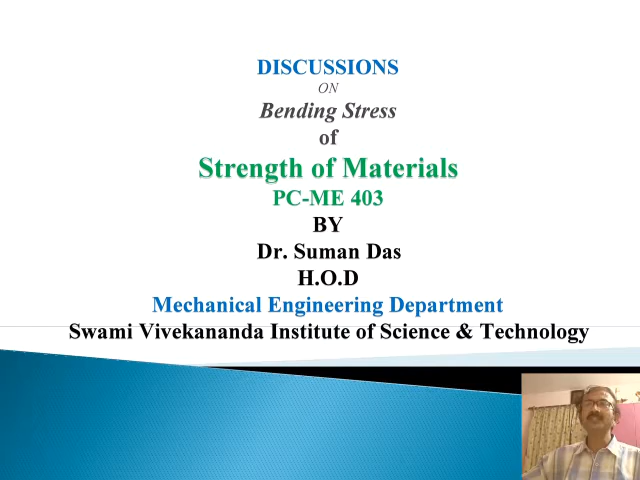 DISCUSSIONS
ON
Bending Stress
of
Strength of Materials
PC-ME 403
BY
Dr. Suman Das
H.O.D
Mechanical Engineering Department
Swami Vivekananda Institute of Science & Technology